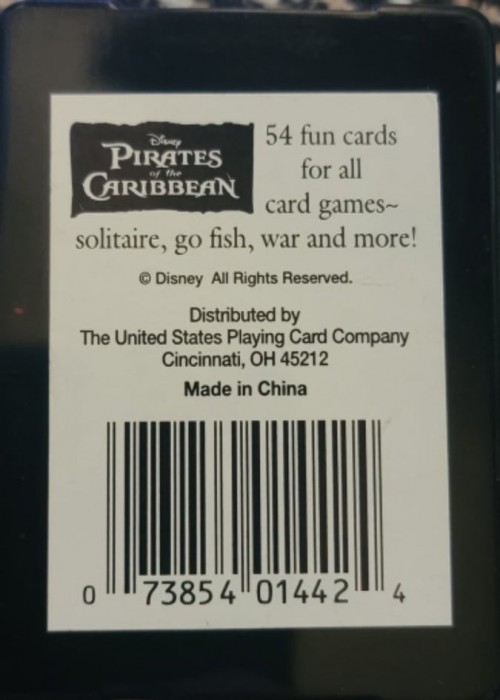 Disney
PIRATES
of the
CARIBBEAN
54 fun cards
for all
card games~
solitaire, go fish, war and more!
© Disney All Rights Reserved.
Distributed by
The United States Playing Card Company
Cincinnati, OH 45212
Made in China
0 73854 01442 4